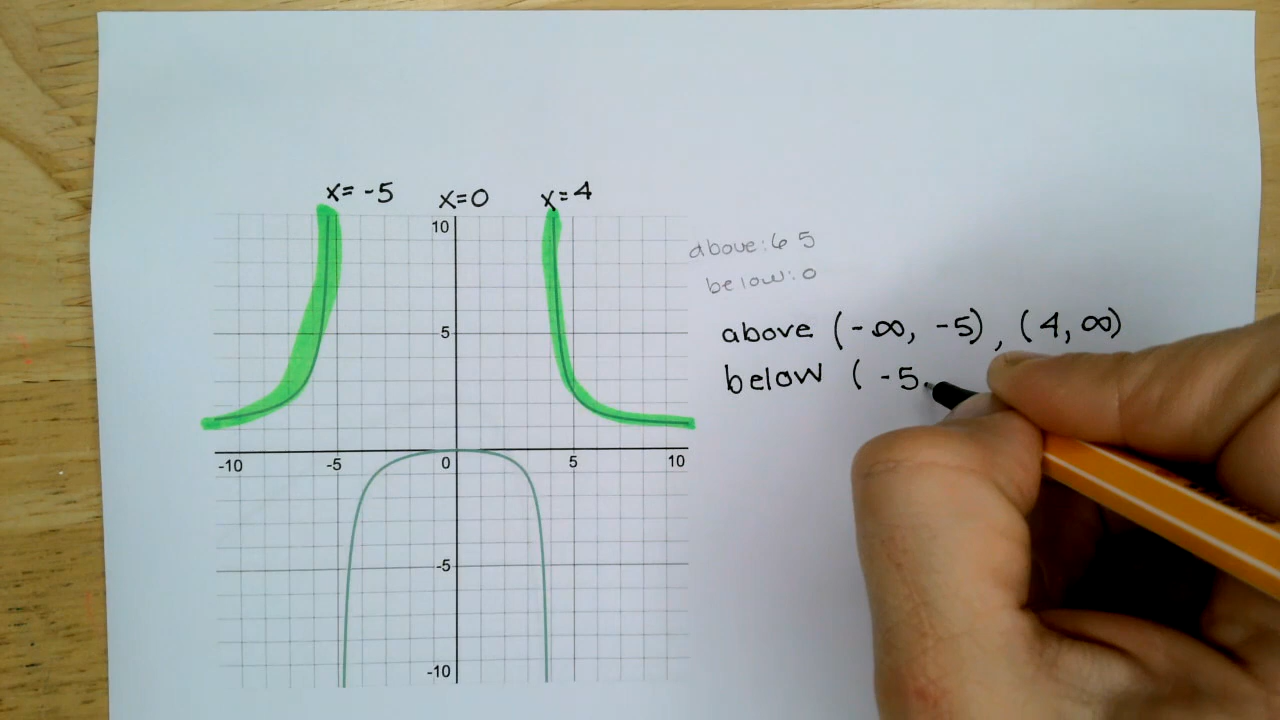 x= -5 x=0 x=4
10
above: 6 5
below: 0
above (-∞, -5), (4, ∞)
5
below ( -5,
-10 -5 0 5 10
-5
-10